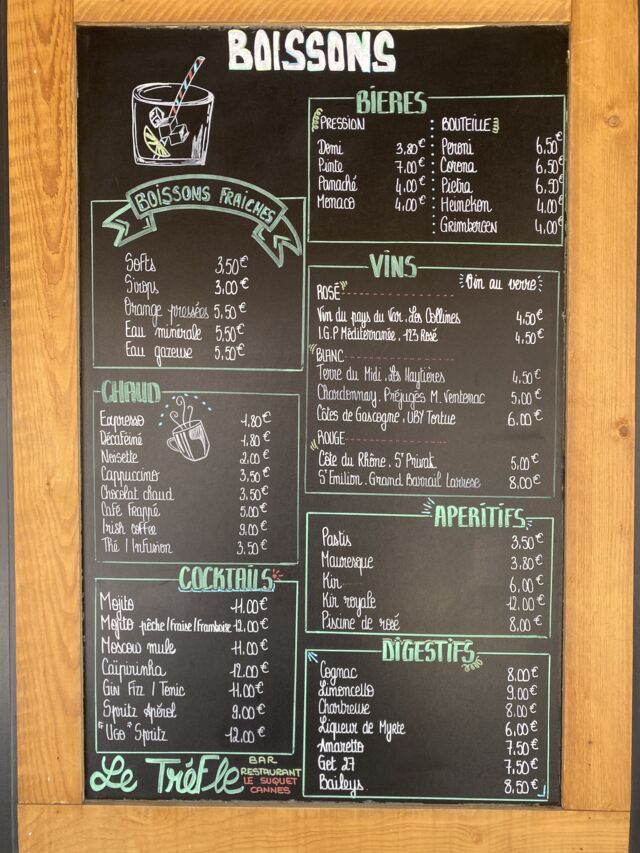 BOISSONS
BOISSONS FRAICHES
Softs 3,50€
Sirops 3,00€
Orange pressées 5,50€
Eau minérale 5,50€
Eau gazeuse 5,50€
CHAUD
Expresso 1,80€
Décaféiné 1,80€
Noisette 2,00€
Cappuccino 3,50€
Chocolat chaud 3,50€
Café Frappé 5,00€
Irish coffee 9,00€
Thé / Infusion 3,50€
COCKTAILS
Mojito 11,00€
Mojito pêche/Fraise/Framboise 12,00€
Moscow mule 11,00€
Caïpirinha 12,00€
Gin Fizz / Tonic 11,00€
Spritz Apérol 9,00€
"Ugo" Spritz 12,00€
Le TréFle
BAR
RESTAURANT
LE SUQUET
CANNES
BIERES
PRESSION
Demi 3,80€
Pinte 7,00€
Panaché 4,00€
Monaco 4,00€
BOUTEILLE
Peroni 6,50€
Corona 6,50€
Pietra 6,50€
Heineken 4,00€
Grimbergen 4,00€
VINS
Vin au verre
ROSÉ
Vin du pays du Var. Les Collines 4,50€
I.G.P Méditerranée. 123 Rosé 4,50€
BLANC
Terre du Midi. Les Hautières 4,50€
Chardonnay. Préjugés M. Ventenac 5,00€
Côtes de Gascogne. UBY Tortue 6,00€
ROUGE
Côte du Rhône. St Privat 5,00€
St Emilion. Grand Barrail Larrose 8,00€
APERITIFS
Pastis 3,50€
Mauresque 3,80€
Kir 6,00€
Kir royale 12,00€
Piscine de rosé 8,00€
DIGESTIFS
Cognac 8,00€
Limoncello 9,00€
Chartreuse 8,00€
Liqueur de Myrte 6,00€
Amaretto 7,50€
Get 27 7,50€
Baileys 8,50€